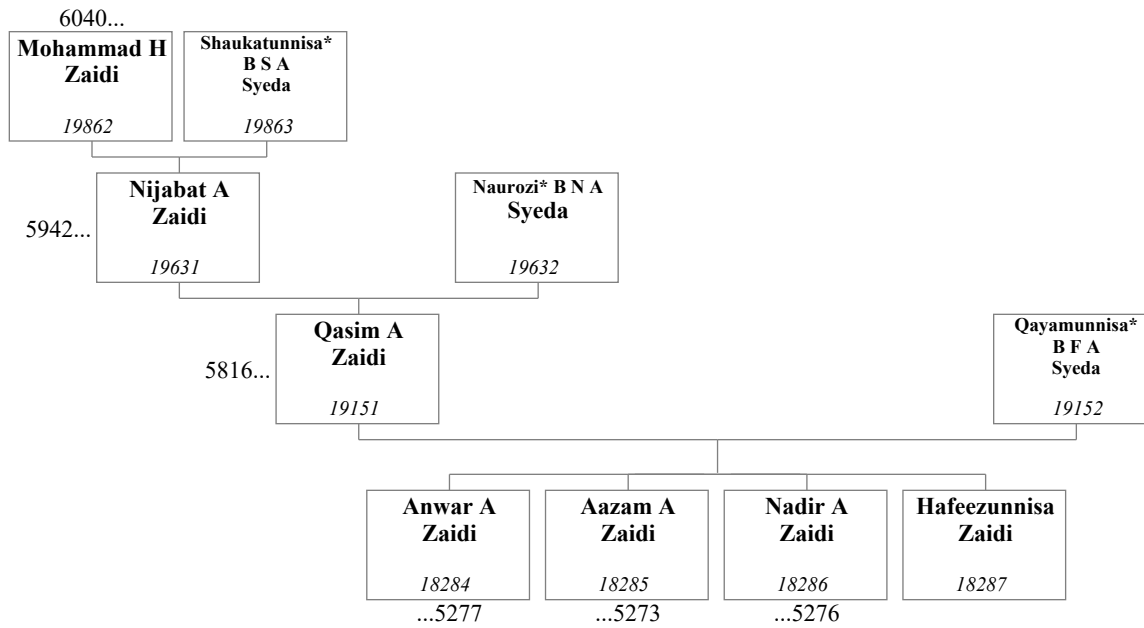 6040...
Mohammad H
Zaidi
19862
Shaukatunnisa*
B S A
Syeda
19863
5942...
Nijabat A
Zaidi
19631
Naurozi* B N A
Syeda
19632
5816...
Qasim A
Zaidi
19151
Qayamunnisa*
B F A
Syeda
19152
Anwar A
Zaidi
18284
...5277
Aazam A
Zaidi
18285
...5273
Nadir A
Zaidi
18286
...5276
Hafeezunnisa
Zaidi
18287